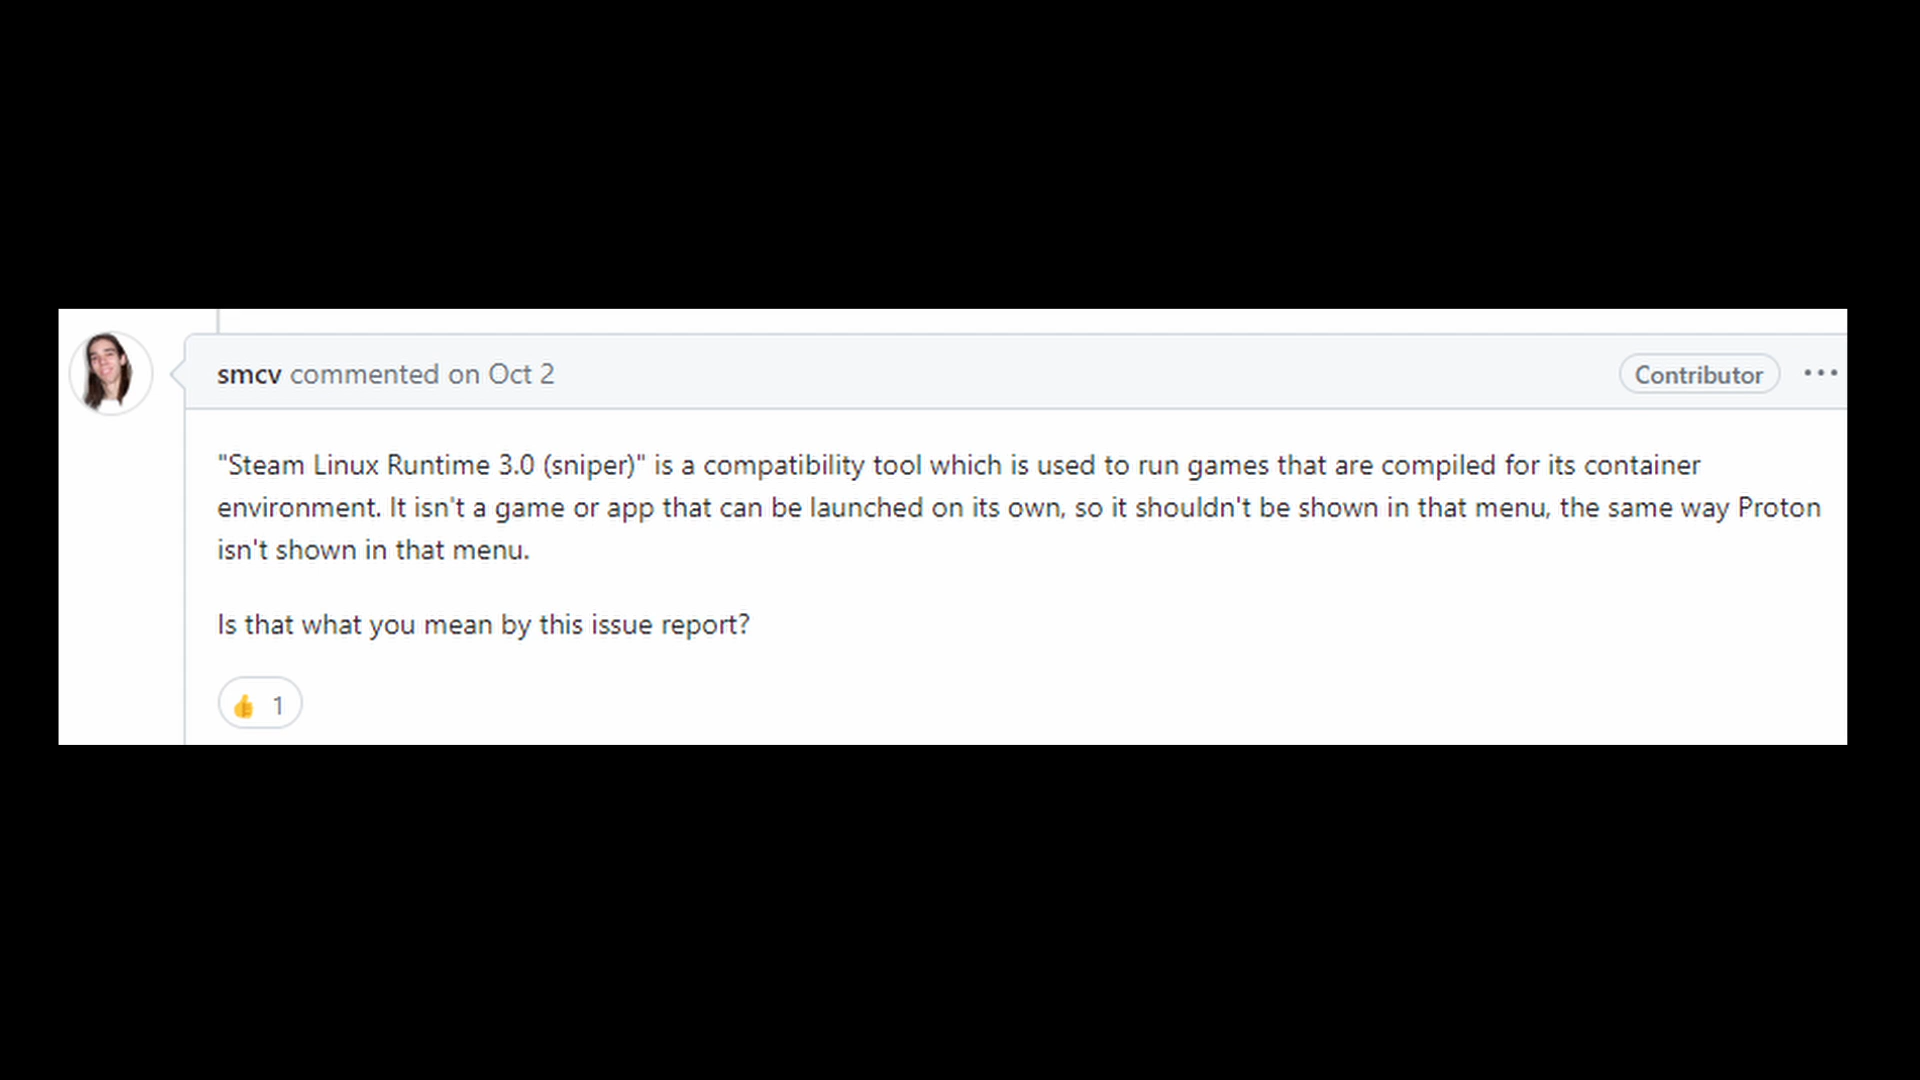 smcv commented on Oct 2
Contributor
"Steam Linux Runtime 3.0 (sniper)" is a compatibility tool which is used to run games that are compiled for its container
environment. It isn't a game or app that can be launched on its own, so it shouldn't be shown in that menu, the same way Proton
isn't shown in that menu.
Is that what you mean by this issue report?
👍 1